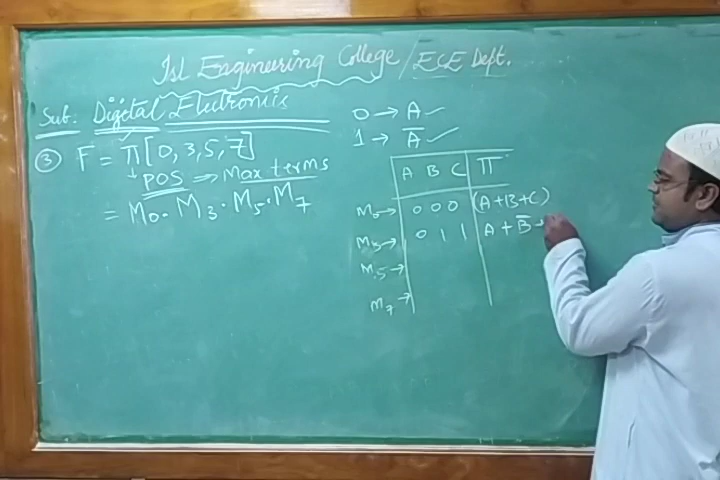 Isl Engineering College/ECE Dept.
Sub. Digital Electronis
③ F = Π[0,3,5,7]
↓ POS ⇒ Max terms
= M₀. M₃. M₅. M₇
0 → A ✓
1 → A̅ ✓
A B C Π
M₀→ 0 0 0 (A+B+C)
M₃→ 0 1 1 A + B̅ +
M₅→
M₇→